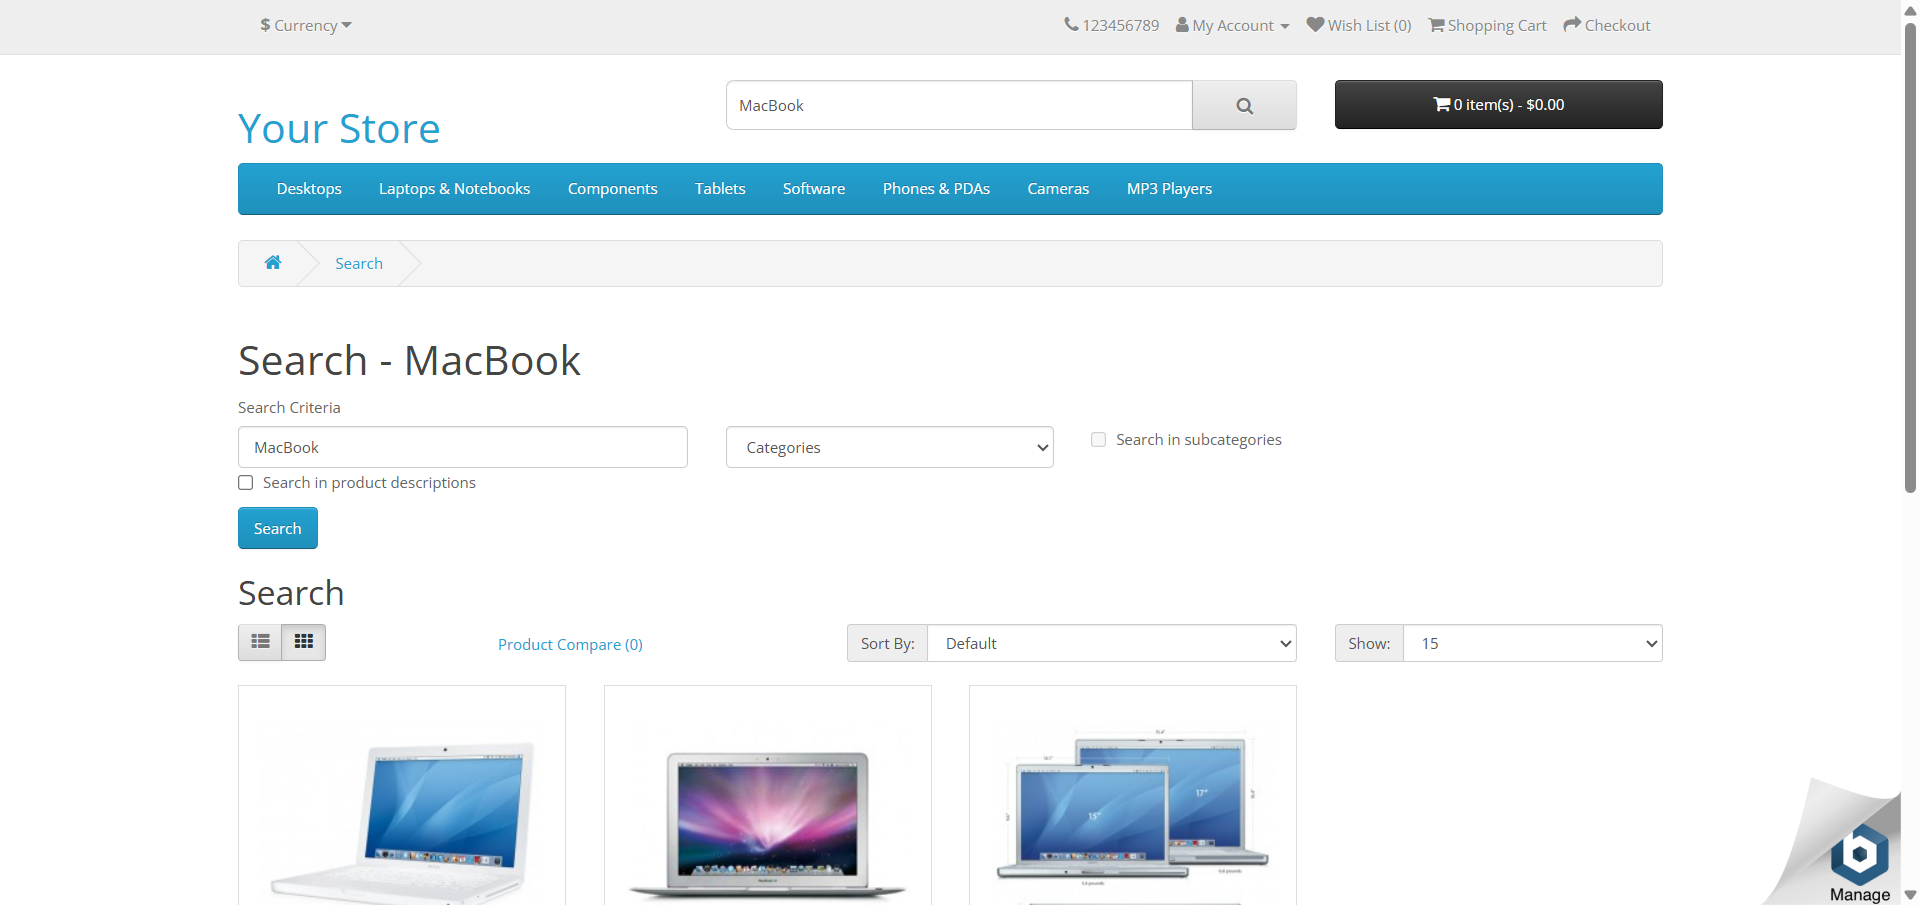 $ Currency
123456789 My Account Wish List (0) Shopping Cart Checkout
Your Store
MacBook
0 item(s) - $0.00
Desktops Laptops & Notebooks Components Tablets Software Phones & PDAs Cameras MP3 Players
Search
Search - MacBook
Search Criteria
MacBook
Categories
Search in subcategories
Search in product descriptions
Search
Search
Product Compare (0)
Sort By: Default
Show: 15
15"
17"
b
Manage